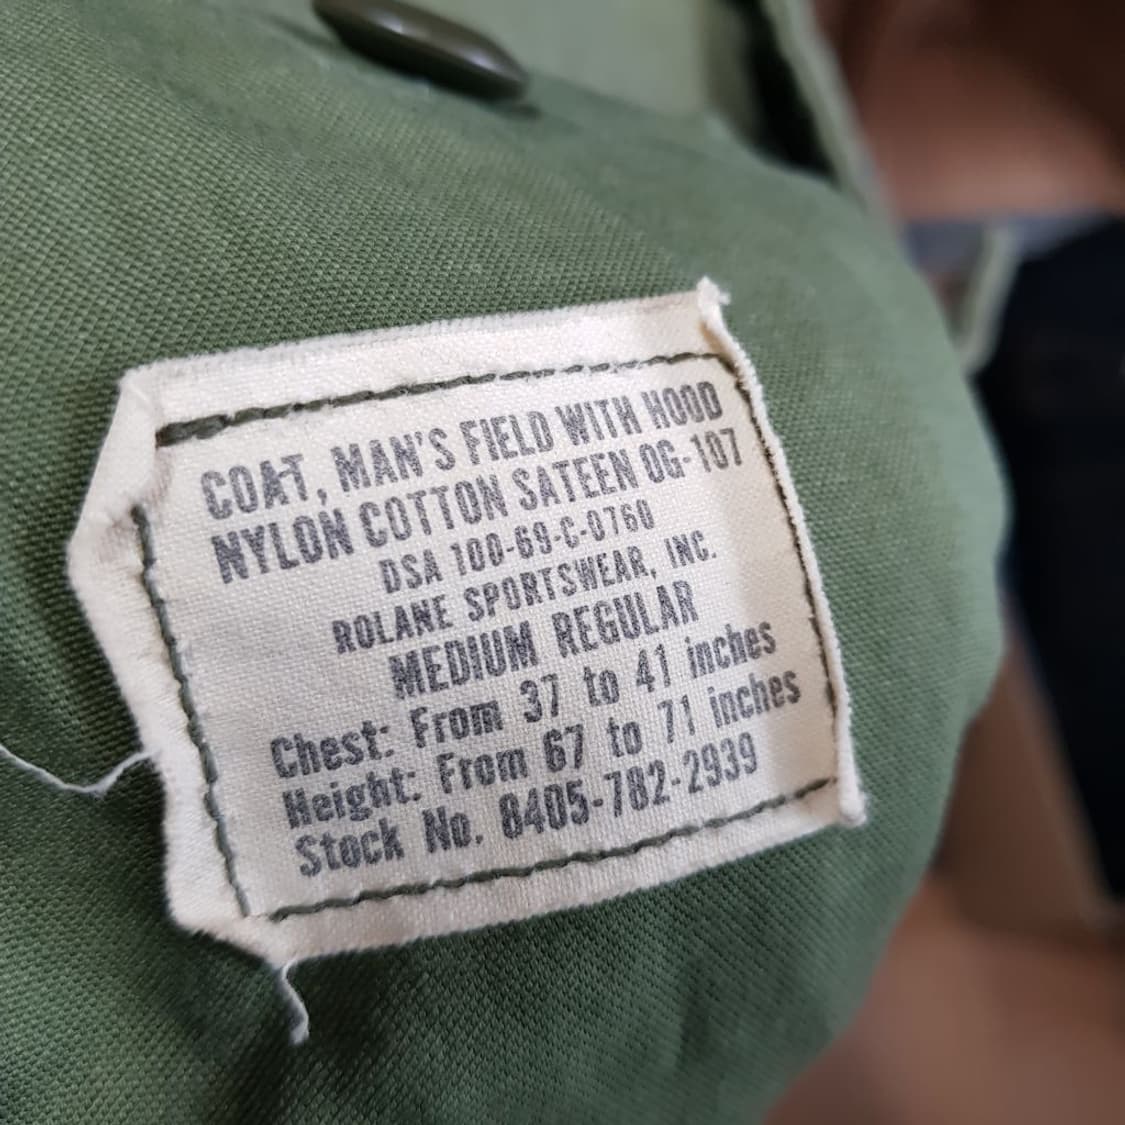 COAT, MAN'S FIELD WITH HOOD
NYLON COTTON SATEEN OG-107
DSA 100-69-C-0760
ROLANE SPORTSWEAR, INC.
MEDIUM REGULAR
Chest: From 37 to 41 inches
Height: From 67 to 71 inches
Stock No. 8405-782-2939